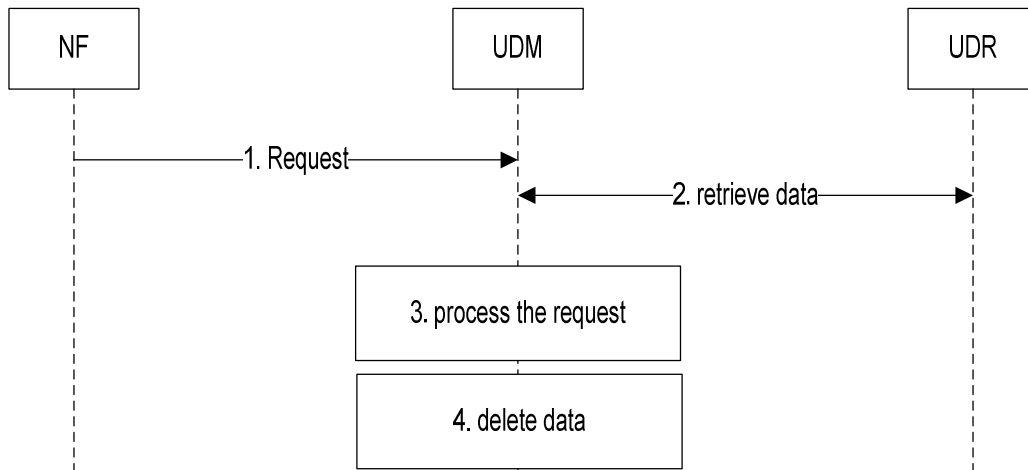 NF
UDM
UDR
1. Request
2. retrieve data
3. process the request
4. delete data